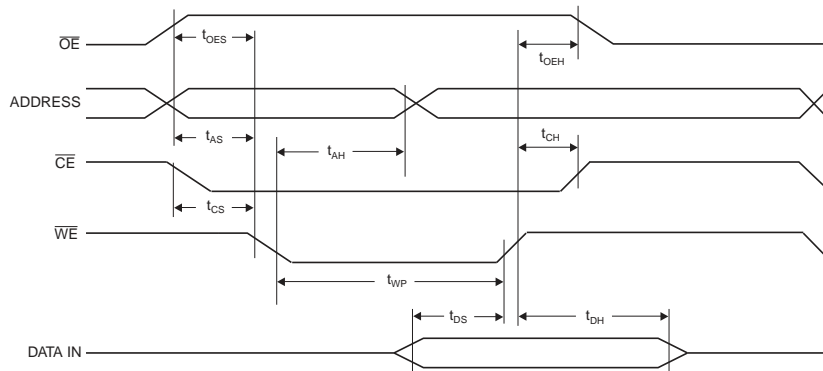 OE
tOES
tOEH
ADDRESS
tAS
tAH
tCH
CE
tCS
WE
tWP
tDS
tDH
DATA IN